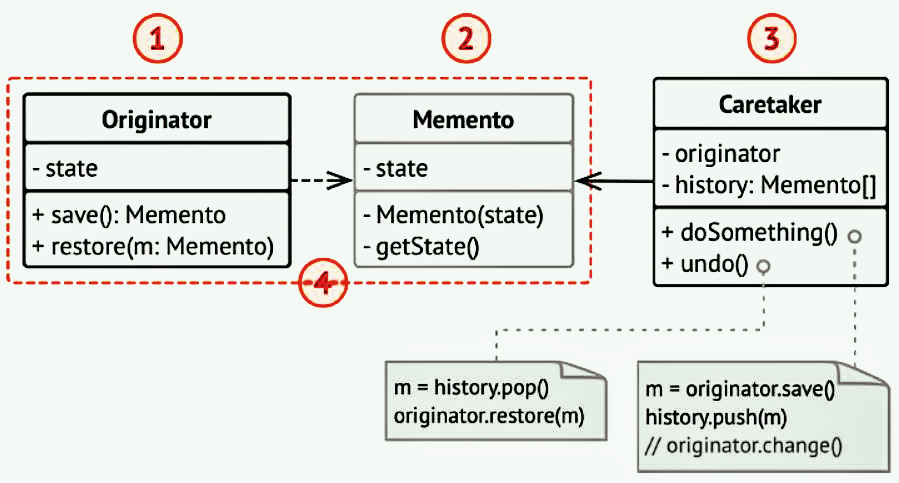 1
2
3
Originator
- state
+ save(): Memento
+ restore(m: Memento)
Memento
- state
- Memento(state)
- getState()
Caretaker
- originator
- history: Memento[]
+ doSomething()
+ undo()
4
m = history.pop()
originator.restore(m)
m = originator.save()
history.push(m)
// originator.change()